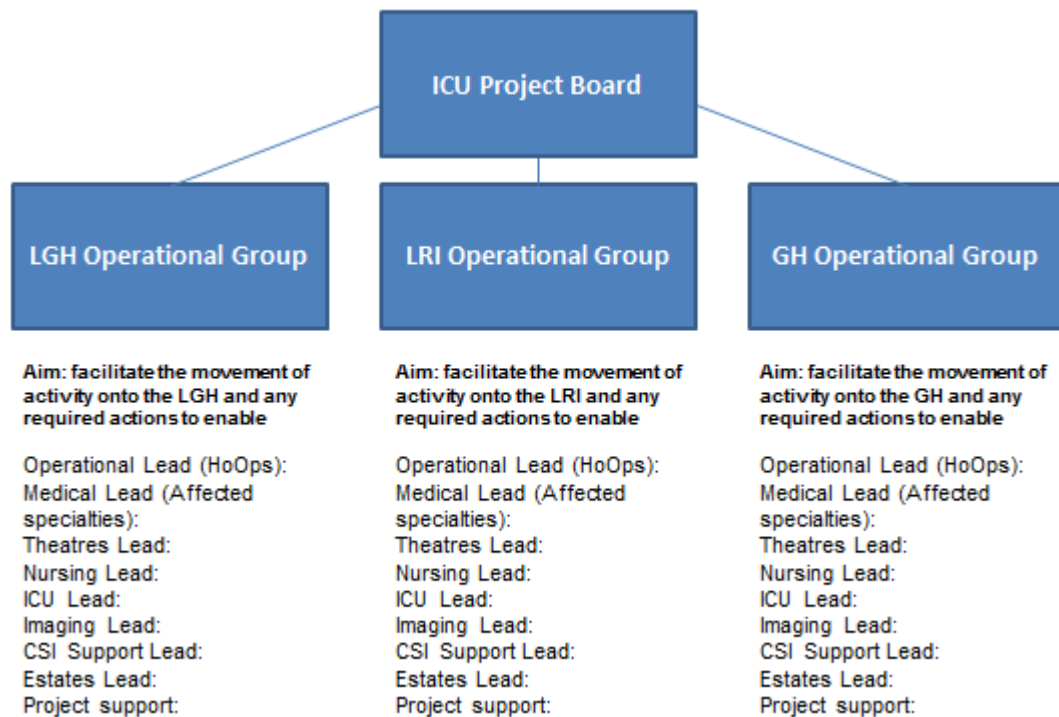 ICU Project Board
LGH Operational Group
LRI Operational Group
GH Operational Group
Aim: facilitate the movement of
activity onto the LGH and any
required actions to enable
Operational Lead (HoOps):
Medical Lead (Affected
specialties):
Theatres Lead:
Nursing Lead:
ICU Lead:
Imaging Lead:
CSI Support Lead:
Estates Lead:
Project support:
Aim: facilitate the movement of
activity onto the LRI and any
required actions to enable
Operational Lead (HoOps):
Medical Lead (Affected
specialties):
Theatres Lead:
Nursing Lead:
ICU Lead:
Imaging Lead:
CSI Support Lead:
Estates Lead:
Project support:
Aim: facilitate the movement of
activity onto the GH and any
required actions to enable
Operational Lead (HoOps):
Medical Lead (Affected
specialties):
Theatres Lead:
Nursing Lead:
ICU Lead:
Imaging Lead:
CSI Support Lead:
Estates Lead:
Project support: